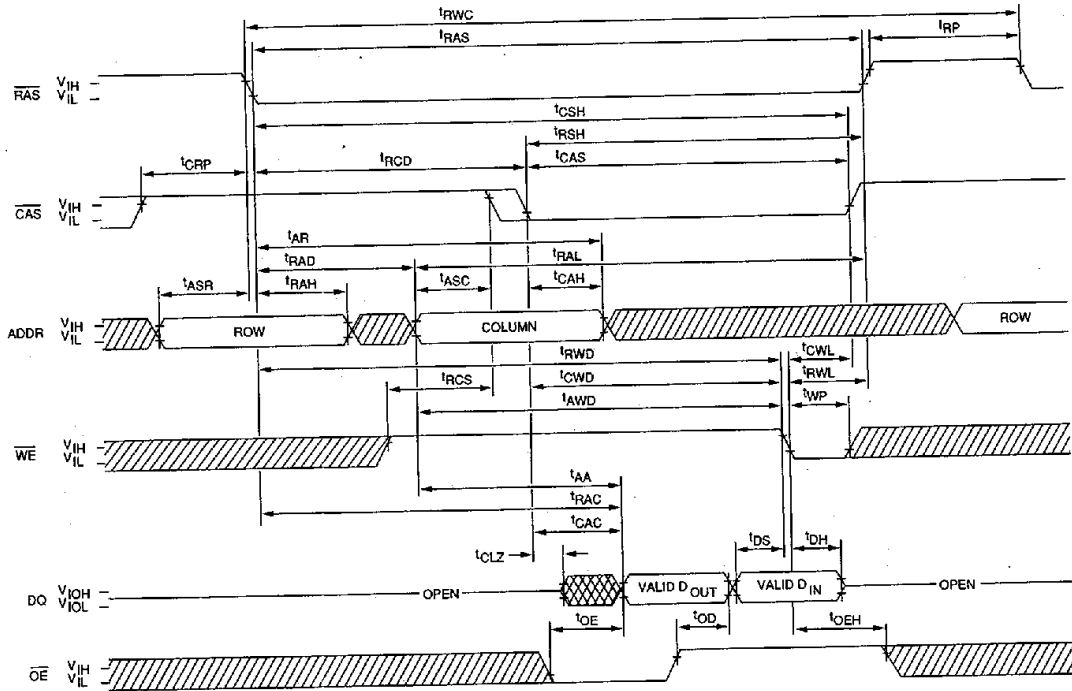 tRWC
tRAS
tRP
RAS VIH
VIL
tCSH
tRSH
tCRP
tRCD
tCAS
CAS VIH
VIL
tAR
tRAD
tRAL
tASR
tRAH
tASC
tCAH
ADDR VIH
VIL
ROW
COLUMN
ROW
tRWD
tCWL
tRCS
tCWD
tRWL
tAWD
tWP
WE VIH
VIL
tAA
tRAC
tCAC
tCLZ
tDS
tDH
DQ VIOH
VIOL
OPEN
VALID DOUT
VALID DIN
OPEN
tOE
tOD
tOEH
OE VIH
VIL